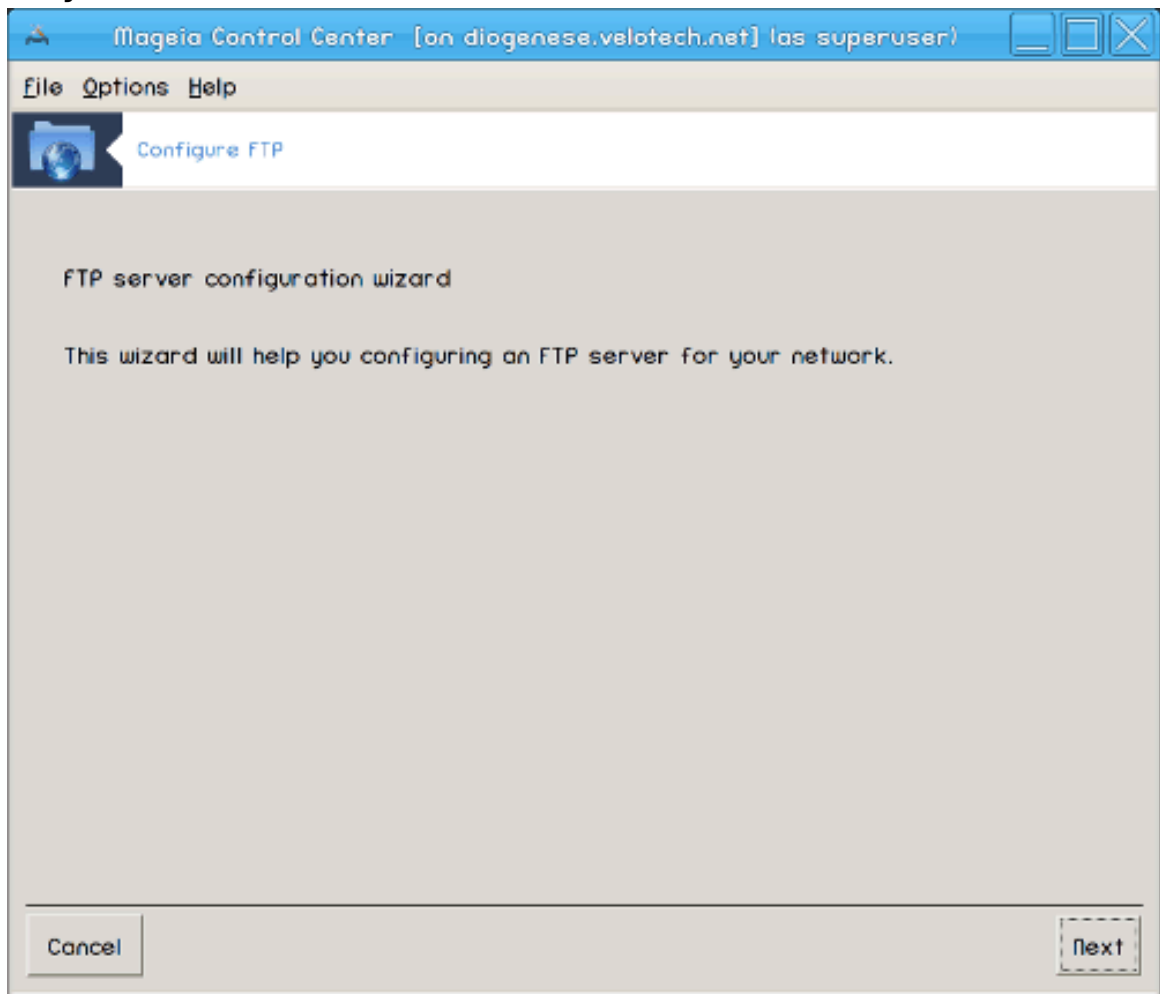 Mageia Control Center [on diogenese.velotech.net] (as superuser)
File Options Help
Configure FTP
FTP server configuration wizard
This wizard will help you configuring an FTP server for your network.
Cancel
Next